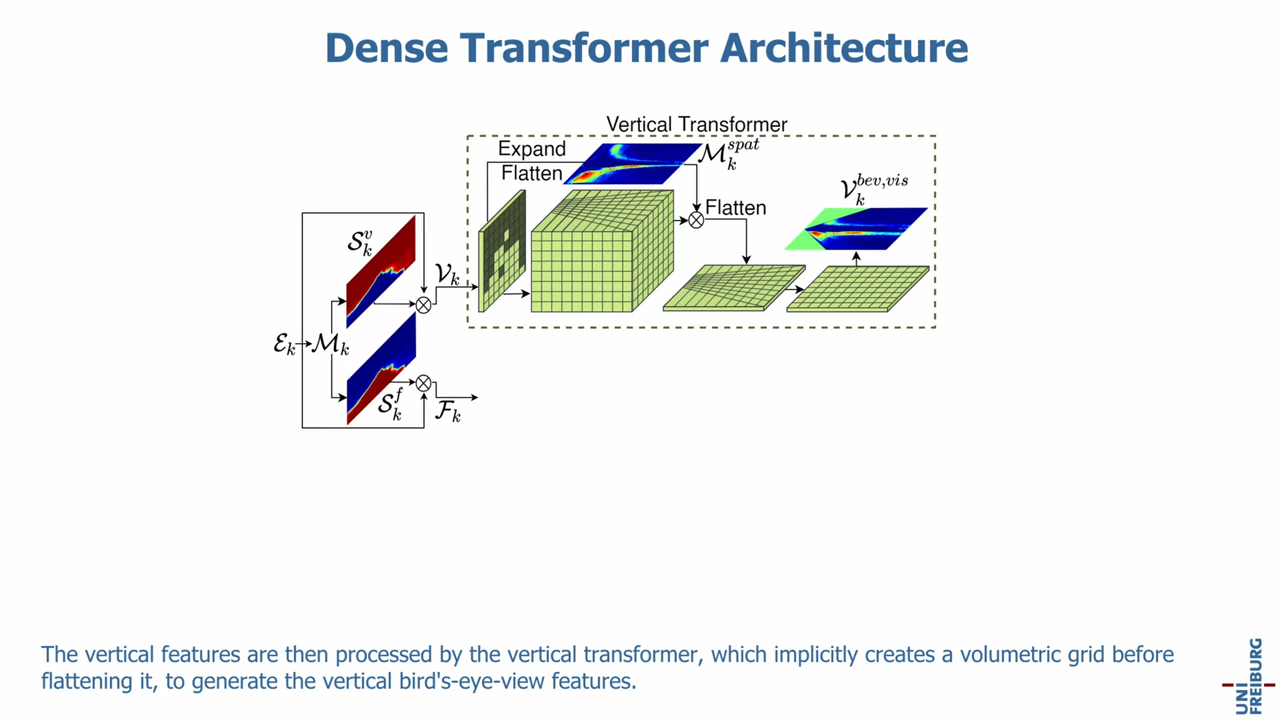 Dense Transformer Architecture
Vertical Transformer
Expand
Flatten
ℳ_k^{spat}
Flatten
𝒱_k^{bev,vis}
𝒮_k^v
𝒱_k
ℰ_k
ℳ_k
𝒮_k^f
ℱ_k
The vertical features are then processed by the vertical transformer, which implicitly creates a volumetric grid before
flattening it, to generate the vertical bird's-eye-view features.
UNI
FREIBURG